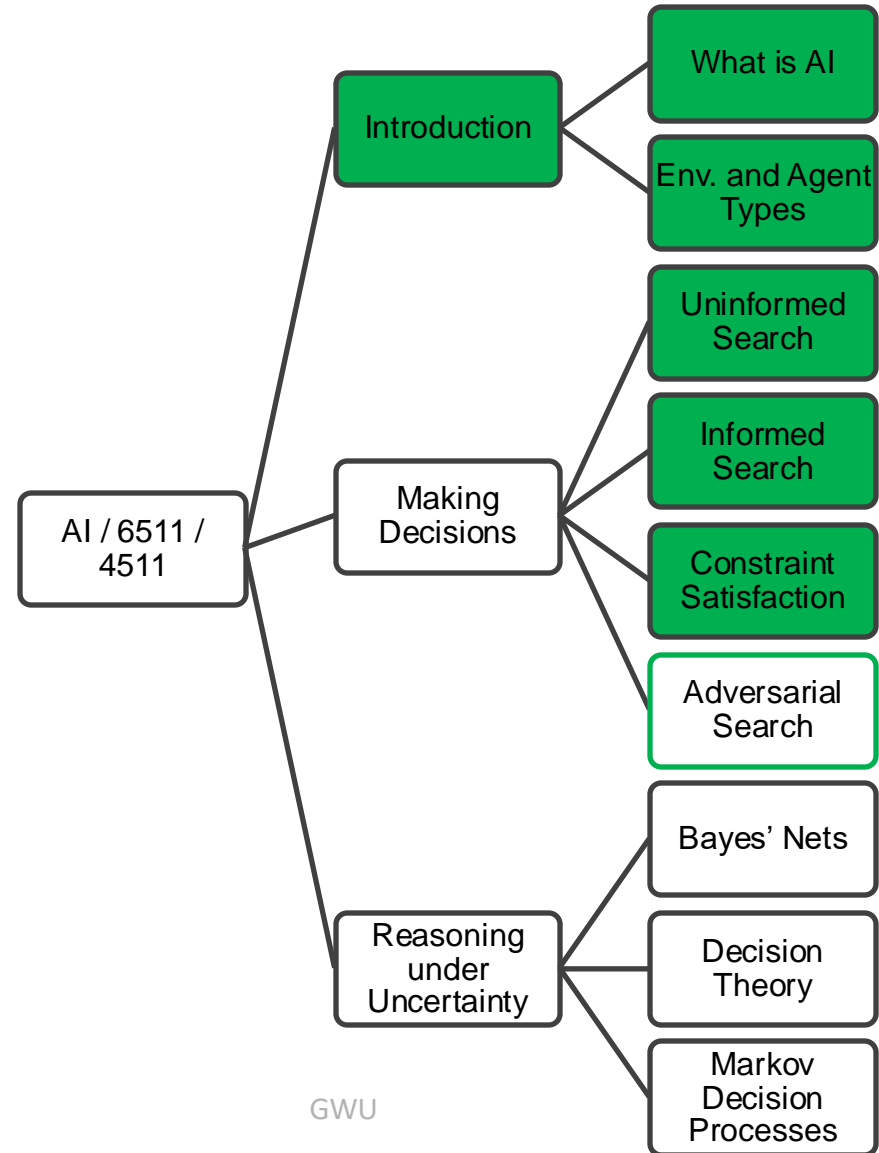 What is AI
Introduction
Env. and Agent
Types
Uninformed
Search
Informed
Search
Making
Decisions
AI / 6511 /
4511
Constraint
Satisfaction
Adversarial
Search
Bayes’ Nets
Reasoning
under
Uncertainty
Decision
Theory
Markov
Decision
Processes
GWU